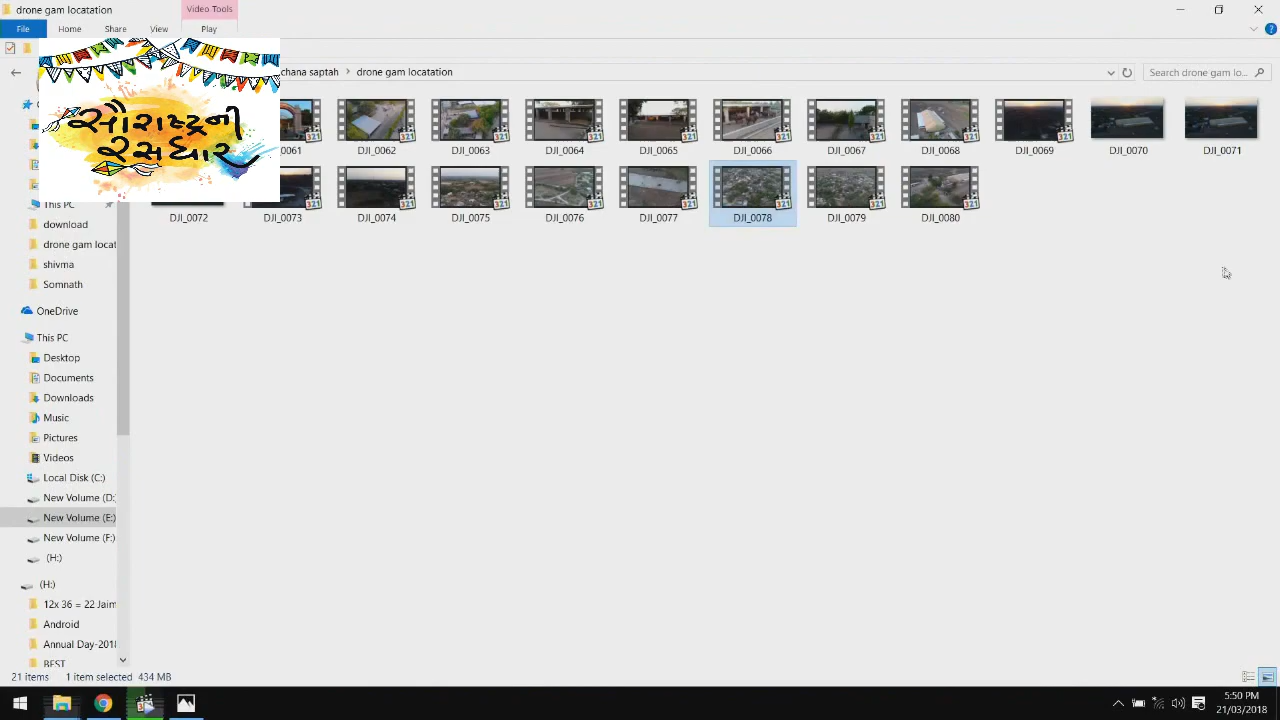 drone gam locatation
Video Tools
File
Home
Share
View
Play
chana saptah
drone gam locatation
Search drone gam lo...
સૌરાષ્ટ્રની
રસધાર
0061
DJI_0062
DJI_0063
DJI_0064
DJI_0065
DJI_0066
DJI_0067
DJI_0068
DJI_0069
DJI_0070
DJI_0071
DJI_0072
DJI_0073
DJI_0074
DJI_0075
DJI_0076
DJI_0077
DJI_0078
DJI_0079
DJI_0080
This PC
download
drone gam locat
shivma
Somnath
OneDrive
This PC
Desktop
Documents
Downloads
Music
Pictures
Videos
Local Disk (C:)
New Volume (D:)
New Volume (E:)
New Volume (F:)
(H:)
(H:)
12x 36 = 22 Jaim
Android
Annual Day-2018
BEST
21 items
1 item selected
434 MB
5:50 PM
21/03/2018